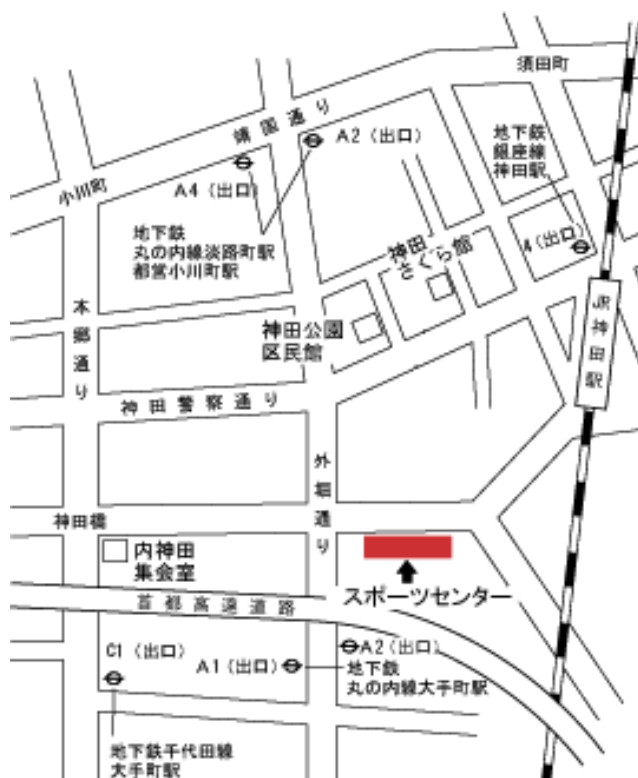 須田町
靖国通り
A2(出口)
地下鉄
銀座線
神田駅
A4(出口)
小川町
地下鉄
丸の内線淡路町駅
都営小川町駅
神田
さくら館
4(出口)
本郷通り
神田公園
区民館
JR神田駅
神田警察通り
外堀通り
神田橋
内神田
集会室
スポーツセンター
首都高速道路
C1(出口)
A1(出口)
A2(出口)
地下鉄
丸の内線大手町駅
地下鉄千代田線
大手町駅